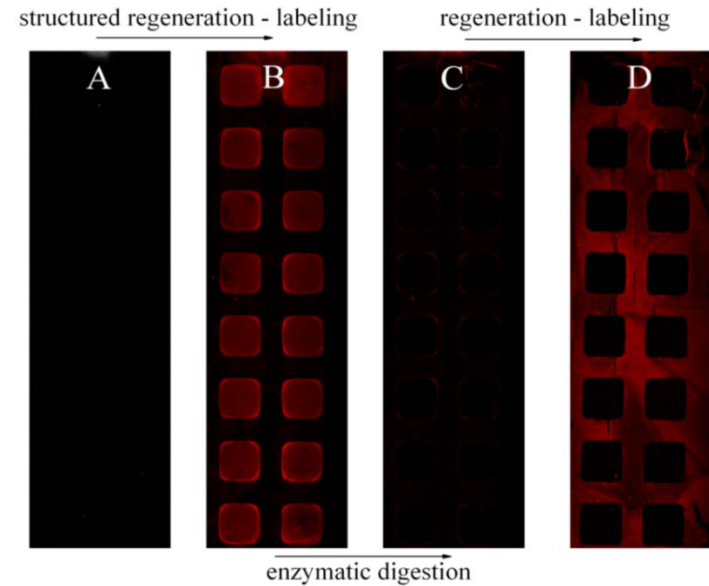 structured regeneration - labeling
regeneration - labeling
A
B
C
D
enzymatic digestion